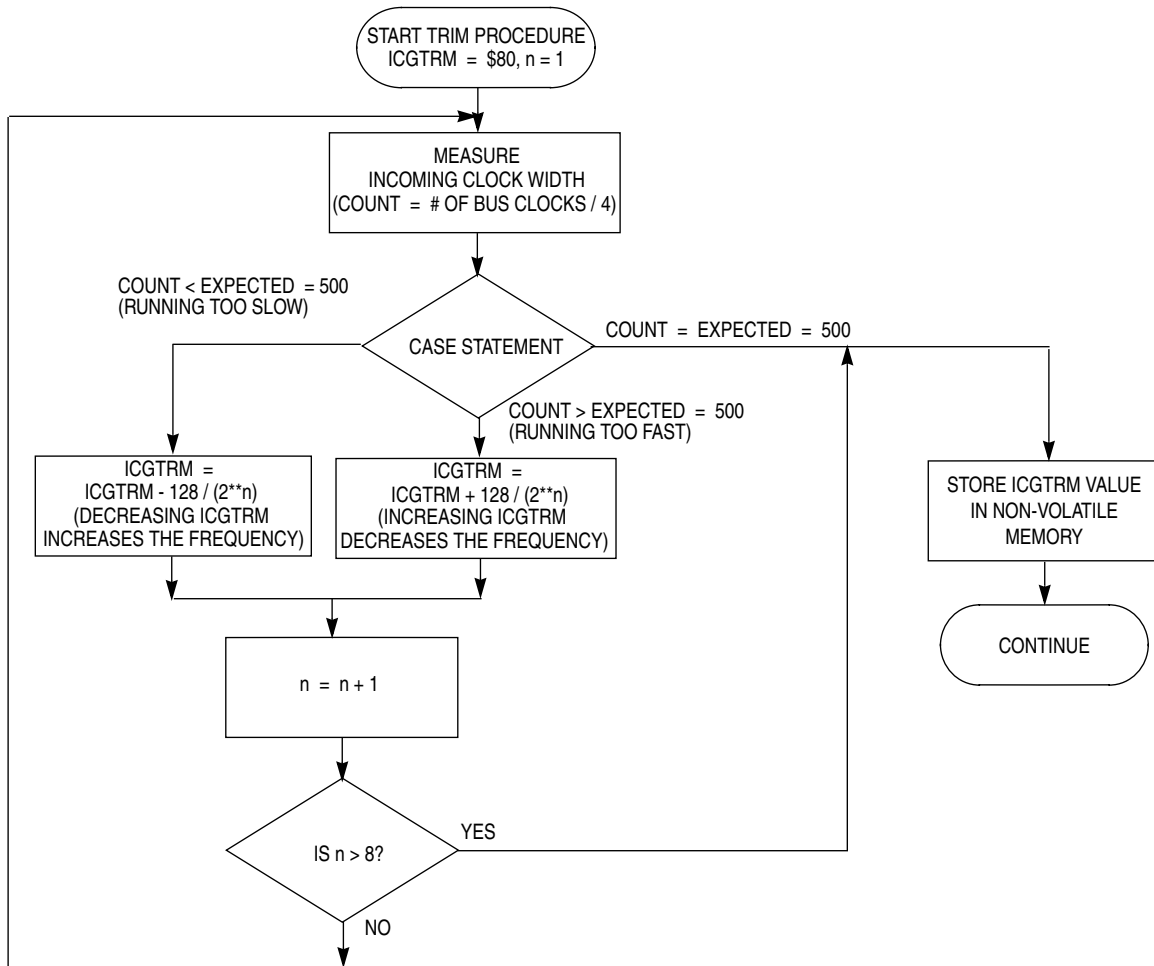 START TRIM PROCEDURE
ICGTRM = $80, n = 1
MEASURE
INCOMING CLOCK WIDTH
(COUNT = # OF BUS CLOCKS / 4)
COUNT < EXPECTED = 500
(RUNNING TOO SLOW)
CASE STATEMENT
COUNT = EXPECTED = 500
COUNT > EXPECTED = 500
(RUNNING TOO FAST)
ICGTRM =
ICGTRM - 128 / (2**n)
(DECREASING ICGTRM
INCREASES THE FREQUENCY)
ICGTRM =
ICGTRM + 128 / (2**n)
(INCREASING ICGTRM
DECREASES THE FREQUENCY)
STORE ICGTRM VALUE
IN NON-VOLATILE
MEMORY
CONTINUE
n = n + 1
IS n > 8?
YES
NO